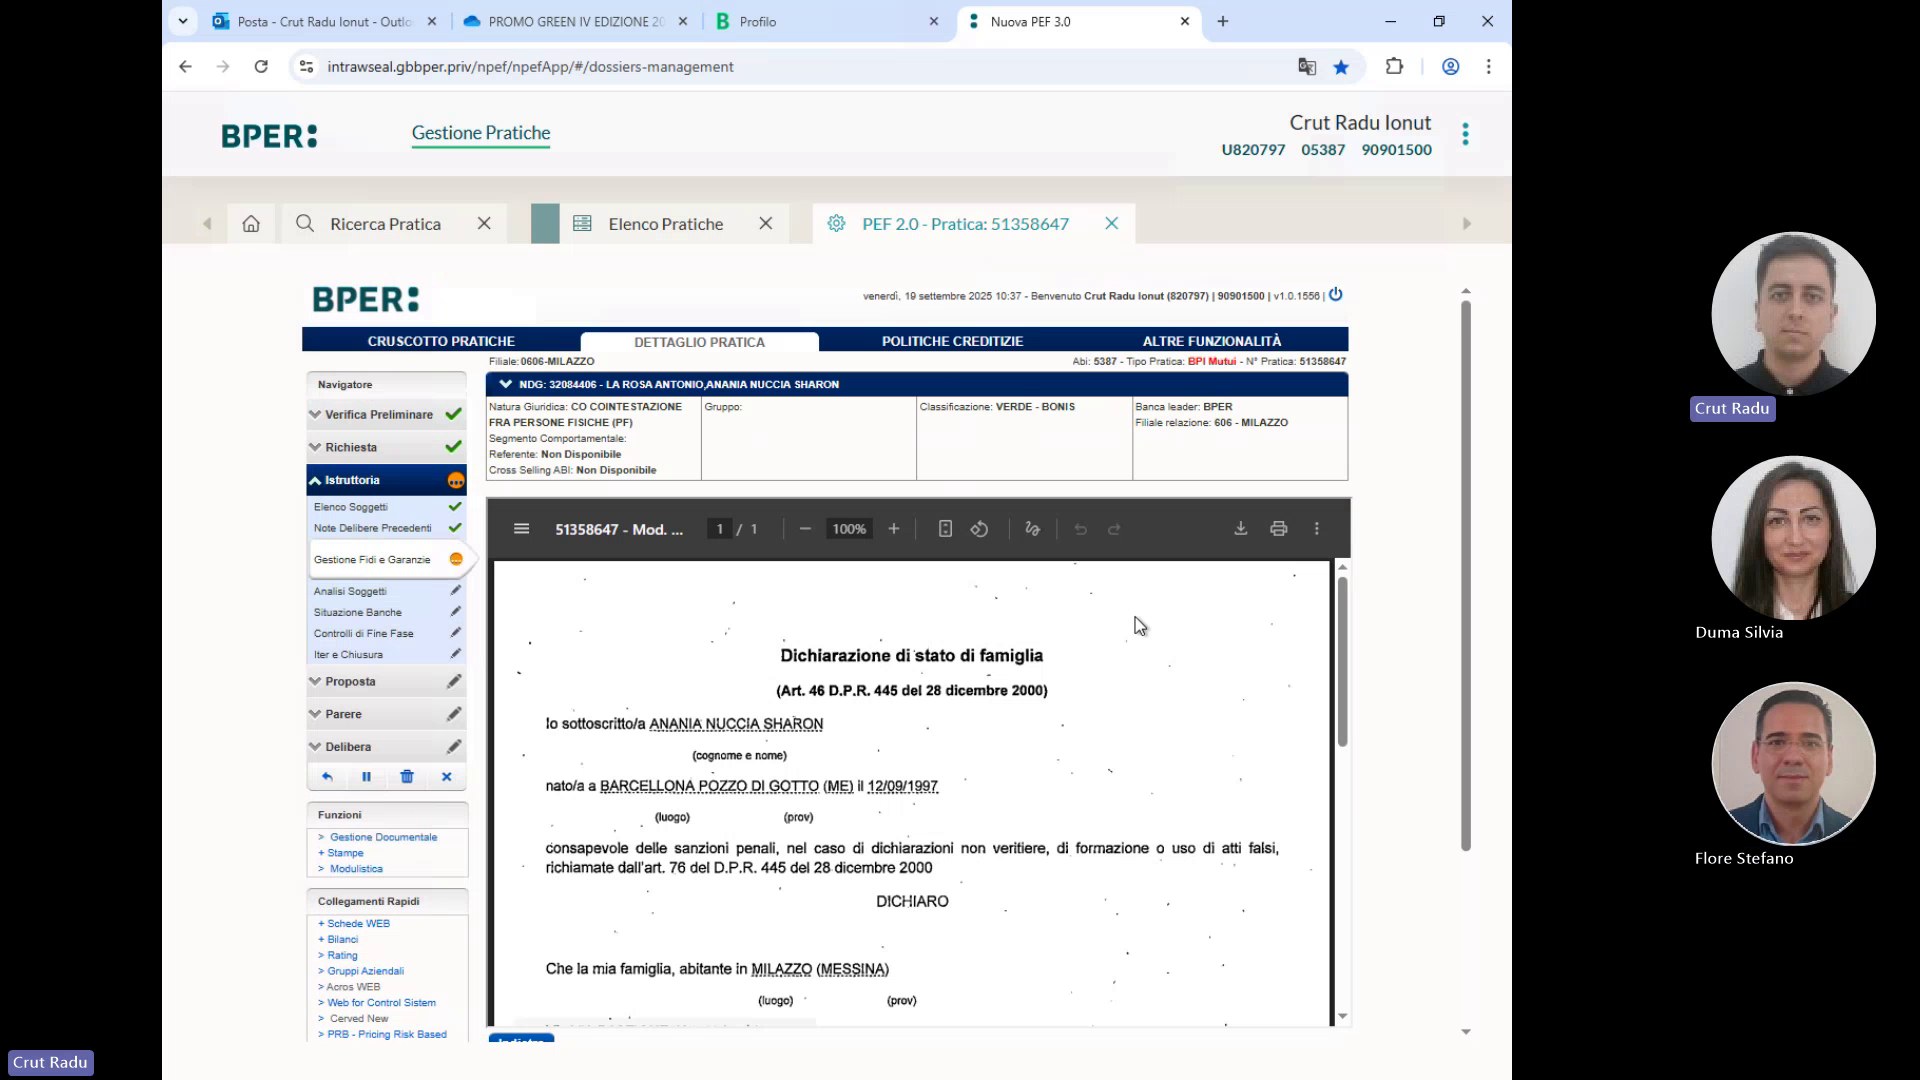 Posta - Crut Radu Ionut - Outlo
PROMO GREEN IV EDIZIONE 20
Profilo
Nuova PEF 3.0
intrawseal.gbbper.priv/npef/npefApp/#/dossiers-management
BPER:
Gestione Pratiche
Crut Radu Ionut
U820797 05387 90901500
Ricerca Pratica
Elenco Pratiche
PEF 2.0 - Pratica: 51358647
BPER:
venerdì, 19 settembre 2025 10:37 - Benvenuto Crut Radu Ionut (820797) | 90901500 | v1.0.1556 |
CRUSCOTTO PRATICHE
DETTAGLIO PRATICA
POLITICHE CREDITIZIE
ALTRE FUNZIONALITÀ
Filiale: 0606-MILAZZO
Abi: 5387 - Tipo Pratica: BPI Mutui - N° Pratica: 51358647
NDG: 32084406 - LA ROSA ANTONIO,ANANIA NUCCIA SHARON
Natura Giuridica: CO COINTESTAZIONE
FRA PERSONE FISICHE (PF)
Segmento Comportamentale:
Referente: Non Disponibile
Cross Selling ABI: Non Disponibile
Gruppo:
Classificazione: VERDE - BONIS
Banca leader: BPER
Filiale relazione: 606 - MILAZZO
Navigatore
Verifica Preliminare
Richiesta
Istruttoria
Elenco Soggetti
Note Delibere Precedenti
Gestione Fidi e Garanzie
Analisi Soggetti
Situazione Banche
Controlli di Fine Fase
Iter e Chiusura
Proposta
Parere
Delibera
Funzioni
> Gestione Documentale
+ Stampe
> Modulistica
Collegamenti Rapidi
+ Schede WEB
+ Bilanci
> Rating
> Gruppi Aziendali
> Acros WEB
> Web for Control Sistem
> Cerved New
> PRB - Pricing Risk Based
51358647 - Mod. ...
1 / 1
100%
Dichiarazione di stato di famiglia
(Art. 46 D.P.R. 445 del 28 dicembre 2000)
Io sottoscritto/a ANANIA NUCCIA SHARON
(cognome e nome)
nato/a a BARCELLONA POZZO DI GOTTO (ME) il 12/09/1997
(luogo) (prov)
consapevole delle sanzioni penali, nel caso di dichiarazioni non veritiere, di formazione o uso di atti falsi,
richiamate dall'art. 76 del D.P.R. 445 del 28 dicembre 2000
DICHIARO
Che la mia famiglia, abitante in MILAZZO (MESSINA)
(luogo) (prov)
Crut Radu
Duma Silvia
Flore Stefano
Crut Radu